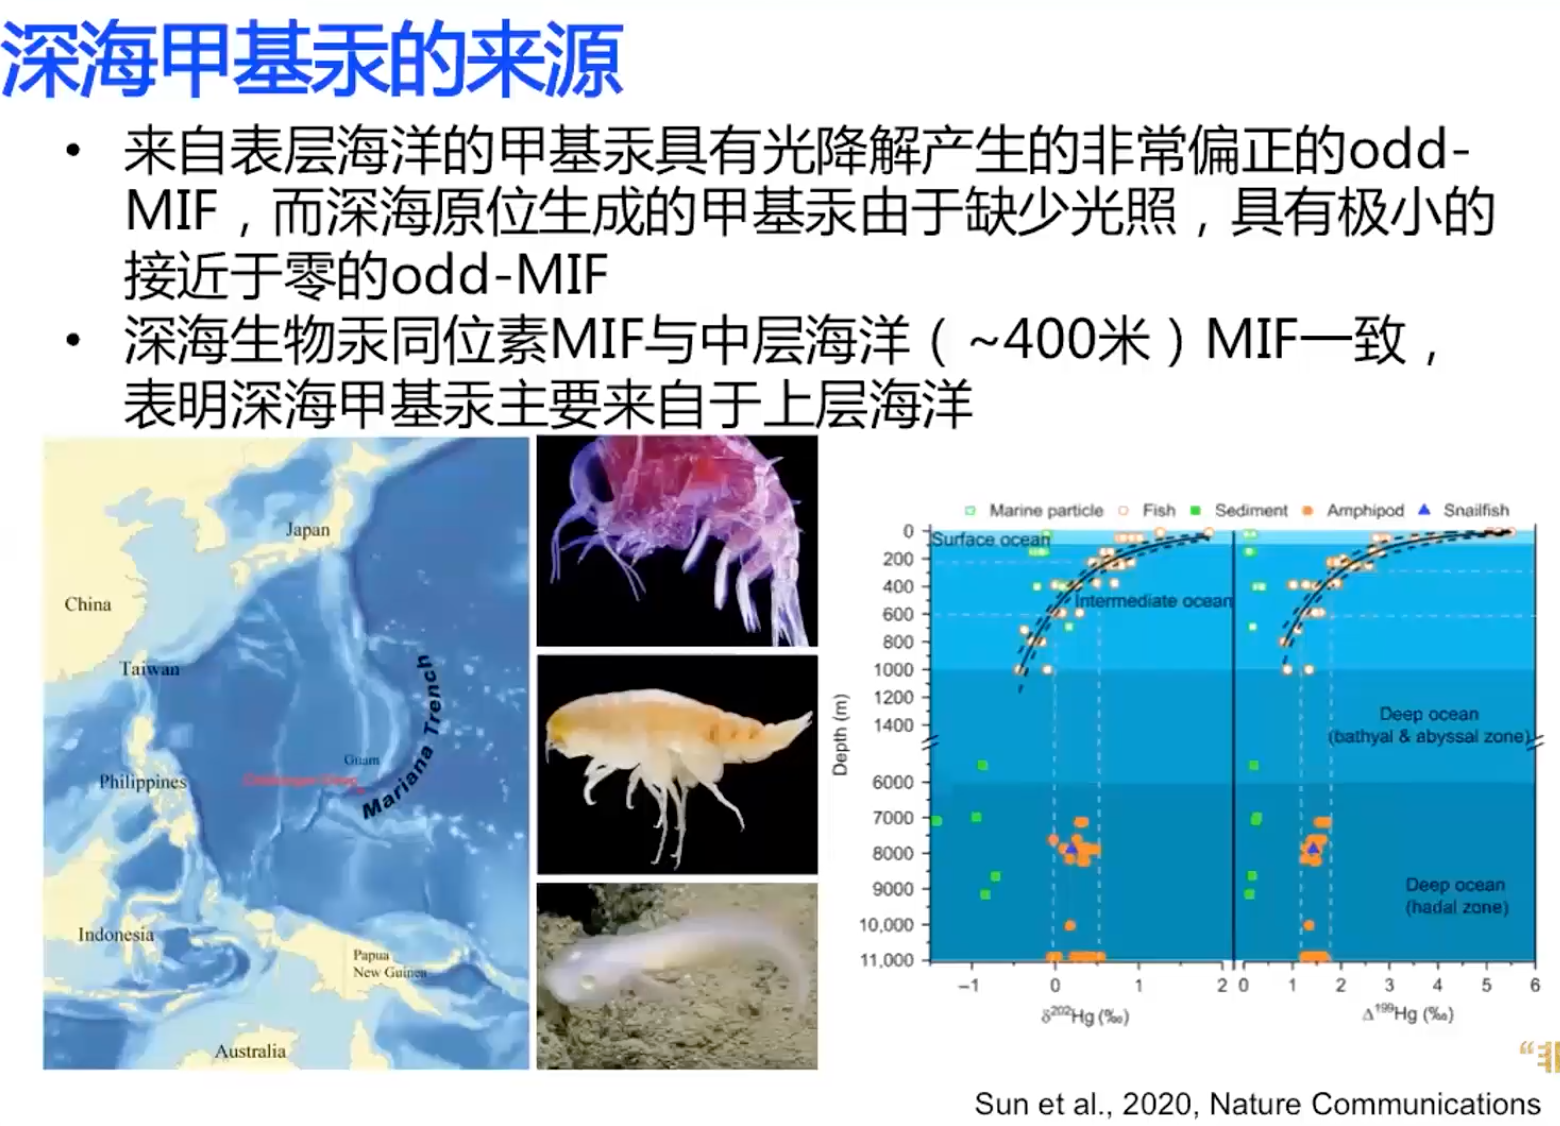 深海甲基汞的来源
• 来自表层海洋的甲基汞具有光降解产生的非常偏正的odd-
MIF，而深海原位生成的甲基汞由于缺少光照，具有极小的
接近于零的odd-MIF
• 深海生物汞同位素MIF与中层海洋（~400米）MIF一致，
表明深海甲基汞主要来自于上层海洋
Japan
China
Taiwan
Mariana Trench
Guam
Philippines
Indonesia
Papua
New Guinea
Australia
Marine particle Fish Sediment Amphipod Snailfish
Depth (m)
0
200
400
600
800
1000
1200
1400
6000
7000
8000
9000
10,000
11,000
Surface ocean
Intermediate ocean
Deep ocean
(bathyal & abyssal zone)
Deep ocean
(hadal zone)
−1 0 1 2 0 1 2 3 4 5 6
δ²⁰²Hg (‰) Δ¹⁹⁹Hg (‰)
Sun et al., 2020, Nature Communications